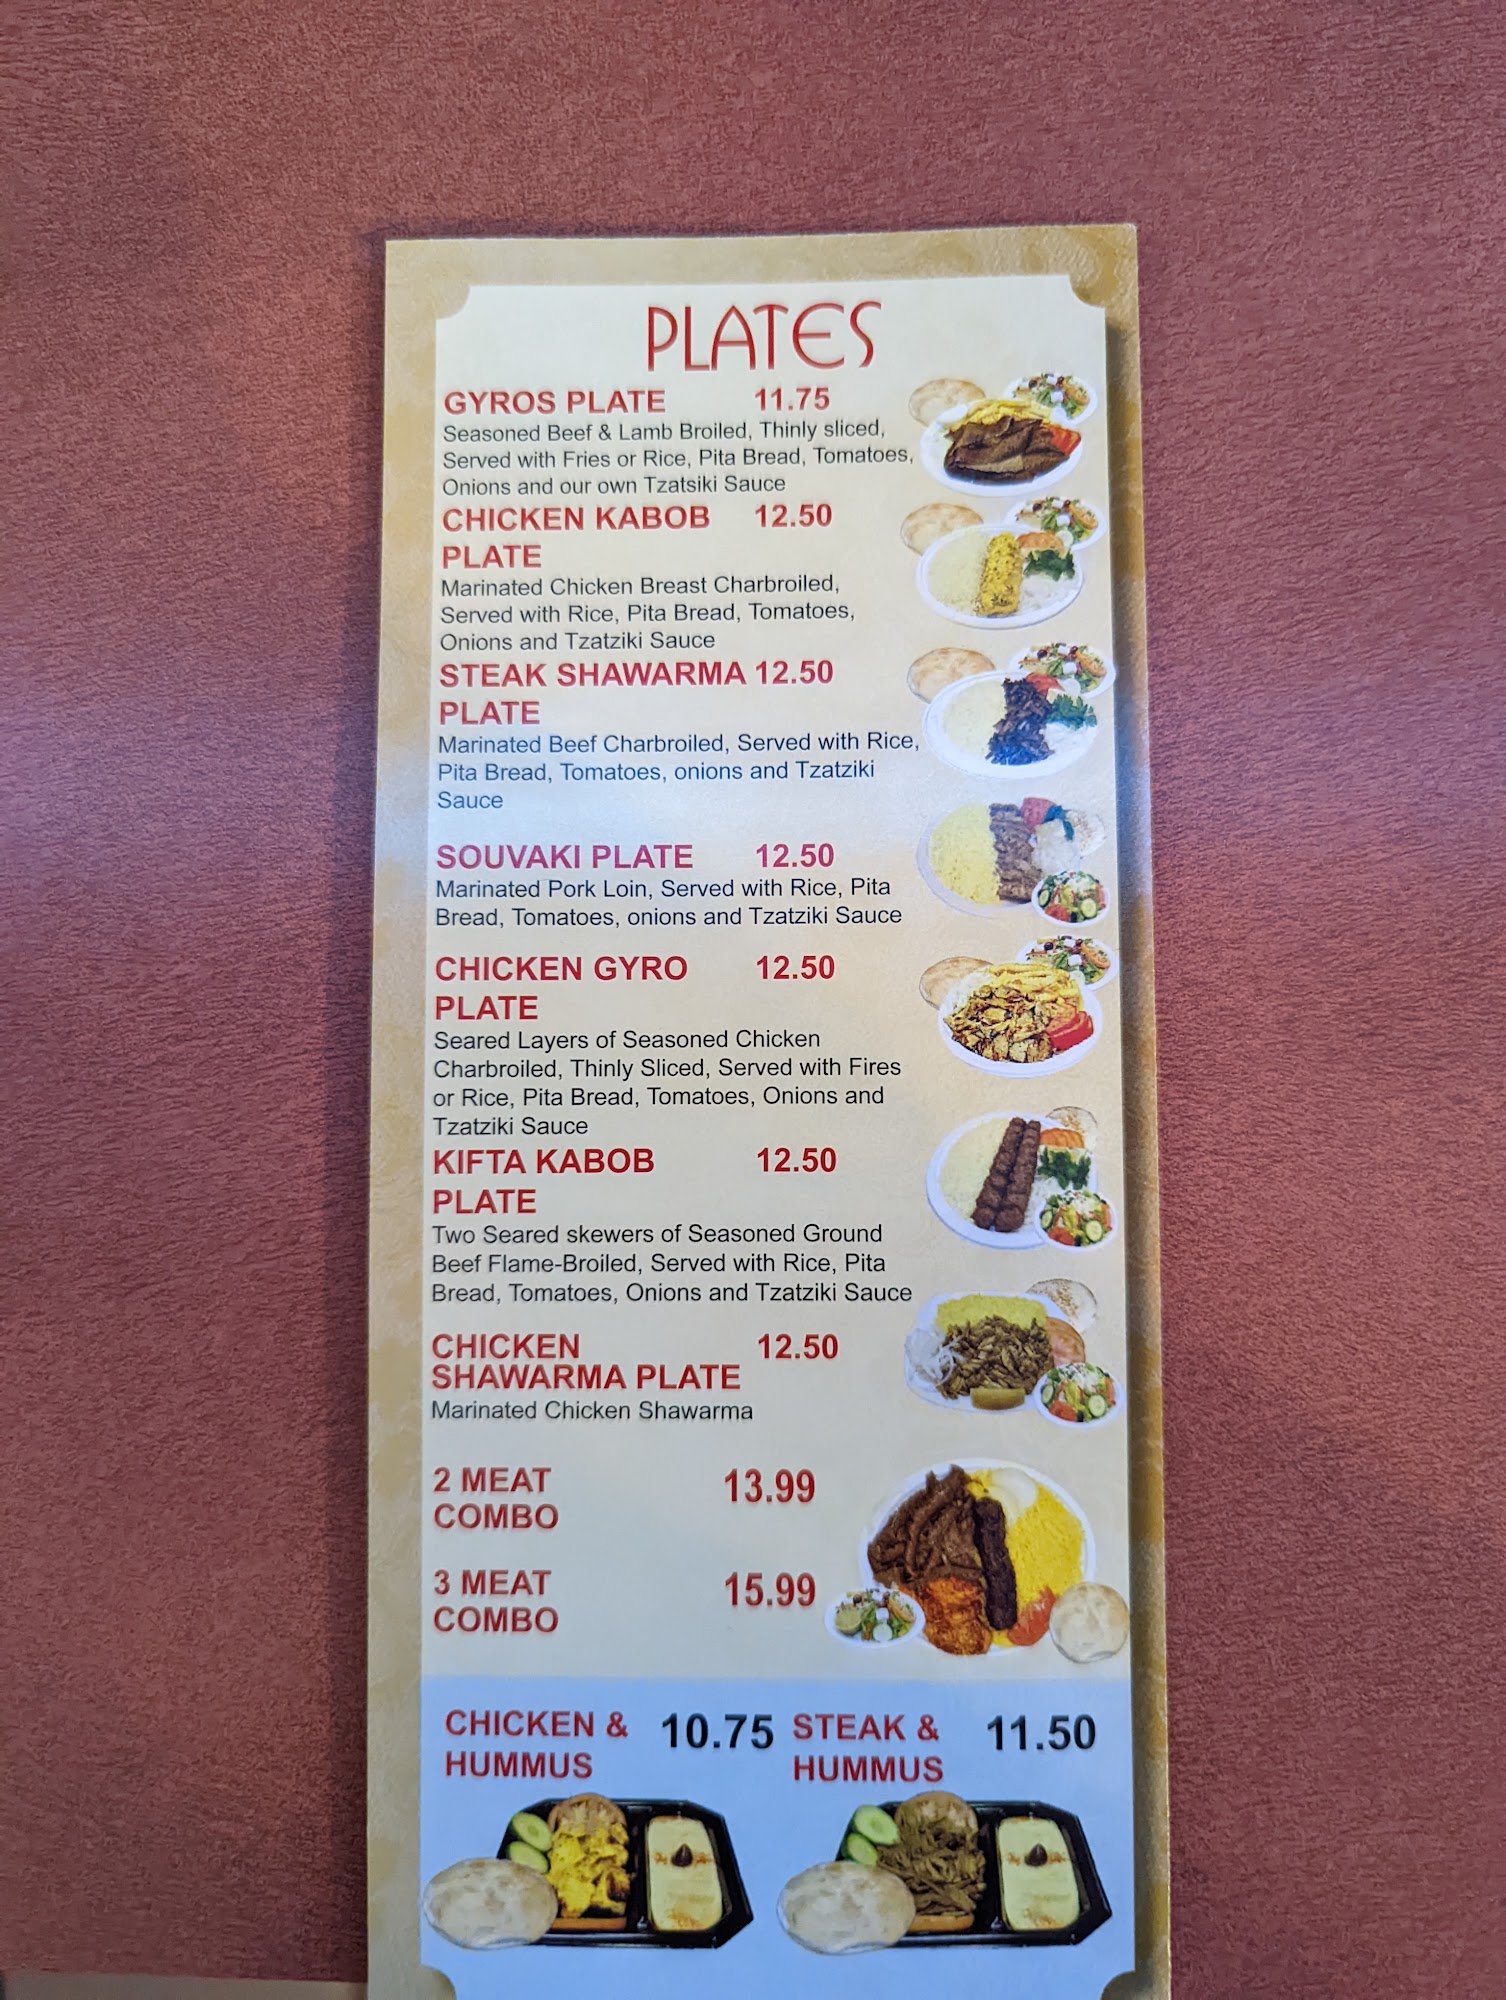 PLATES
GYROS PLATE 11.75
Seasoned Beef & Lamb Broiled, Thinly sliced,
Served with Fries or Rice, Pita Bread, Tomatoes,
Onions and our own Tzatsiki Sauce
CHICKEN KABOB 12.50
PLATE
Marinated Chicken Breast Charbroiled,
Served with Rice, Pita Bread, Tomatoes,
Onions and Tzatziki Sauce
STEAK SHAWARMA 12.50
PLATE
Marinated Beef Charbroiled, Served with Rice,
Pita Bread, Tomatoes, onions and Tzatziki
Sauce
SOUVAKI PLATE 12.50
Marinated Pork Loin, Served with Rice, Pita
Bread, Tomatoes, onions and Tzatziki Sauce
CHICKEN GYRO 12.50
PLATE
Seared Layers of Seasoned Chicken
Charbroiled, Thinly Sliced, Served with Fires
or Rice, Pita Bread, Tomatoes, Onions and
Tzatziki Sauce
KIFTA KABOB 12.50
PLATE
Two Seared skewers of Seasoned Ground
Beef Flame-Broiled, Served with Rice, Pita
Bread, Tomatoes, Onions and Tzatziki Sauce
CHICKEN 12.50
SHAWARMA PLATE
Marinated Chicken Shawarma
2 MEAT 13.99
COMBO
3 MEAT 15.99
COMBO
CHICKEN & 10.75 STEAK & 11.50
HUMMUS HUMMUS